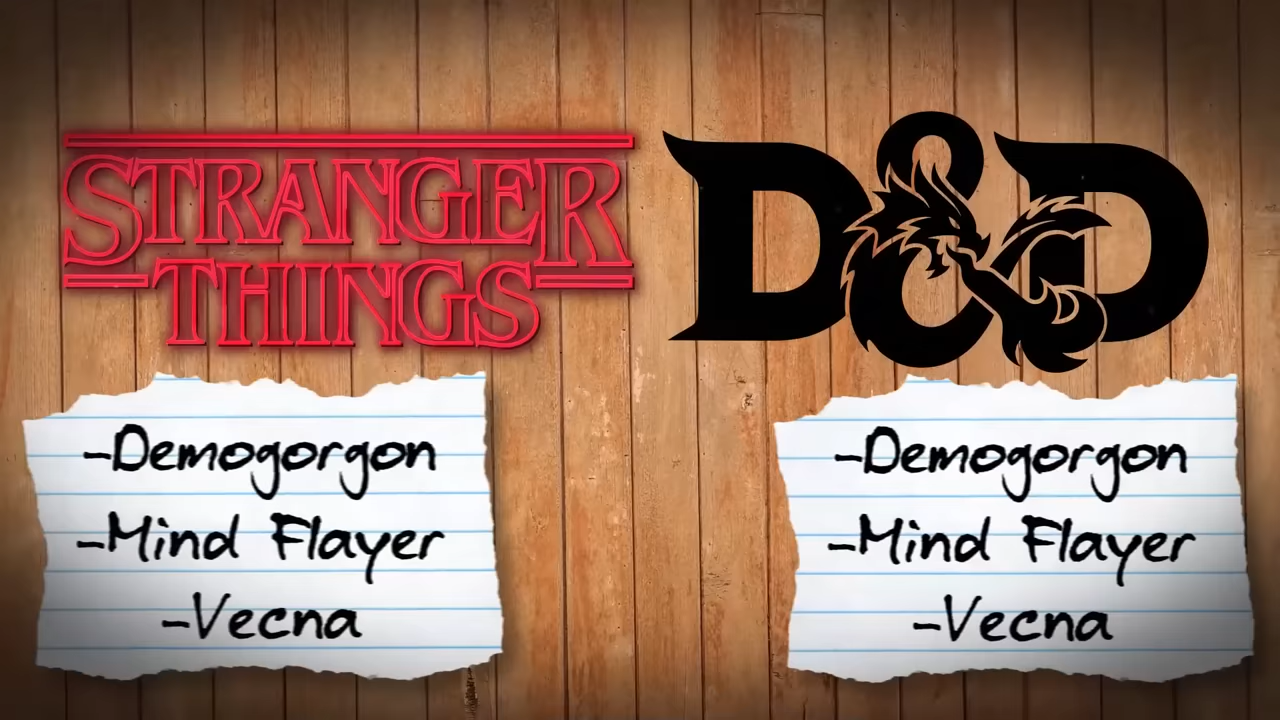 STRANGER
THINGS
D&D
-Demogorgon
-Mind Flayer
-Vecna
-Demogorgon
-Mind Flayer
-Vecna